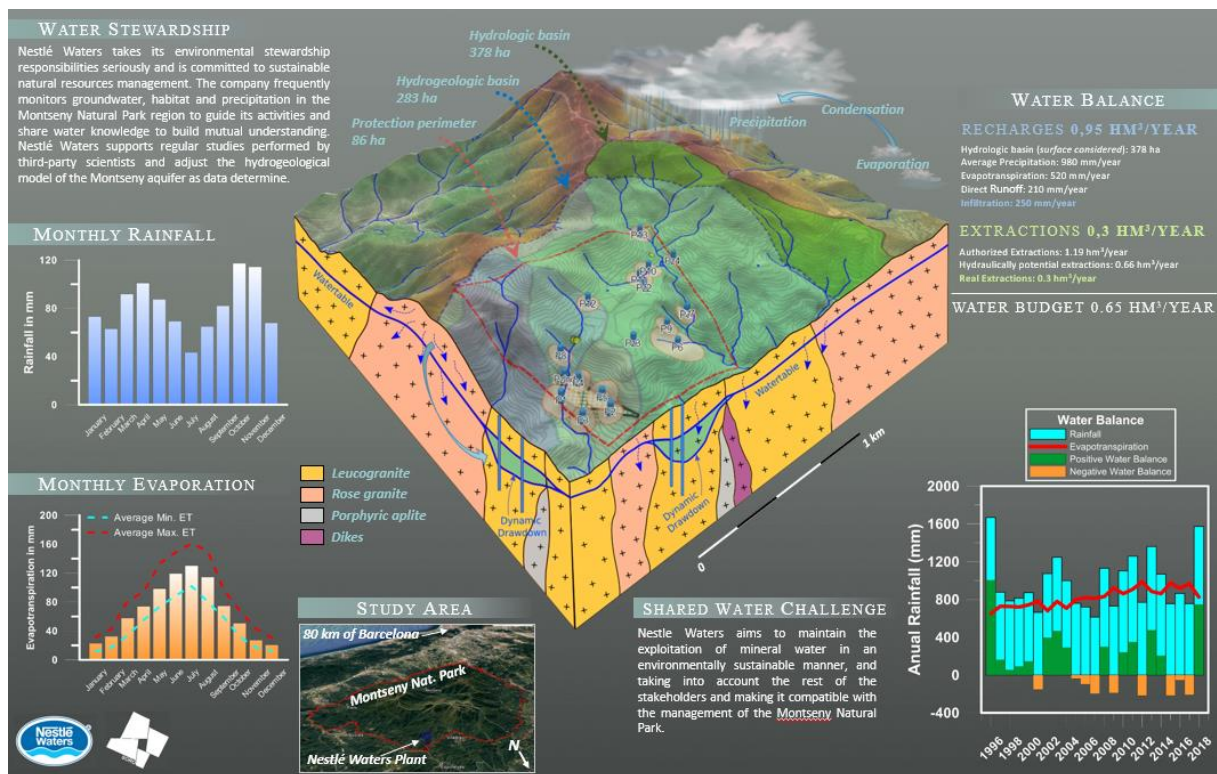 WATER STEWARDSHIP
Nestlé Waters takes its environmental stewardship
responsibilities seriously and is committed to sustainable
natural resources management. The company frequently
monitors groundwater, habitat and precipitation in the
Montseny Natural Park region to guide its activities and
share water knowledge to build mutual understanding.
Nestlé Waters supports regular studies performed by
third-party scientists and adjust the hydrogeological
model of the Montseny aquifer as data determine.
MONTHLY RAINFALL
Rainfall in mm
120
80
40
0
January
February
March
April
May
June
July
August
September
October
November
December
MONTHLY EVAPORATION
Evapotranspiration in mm
200
160
120
80
40
0
Average Min. ET
Average Max. ET
January
February
March
April
May
June
July
August
September
October
November
December
Nestlé
Waters
Hydrologic basin
378 ha
Hydrogeologic basin
283 ha
Protection perimeter
86 ha
Precipitation
Condensation
Evaporation
Watertable
Watertable
P9
P6
Dynamic
Drawdown
Dynamic
Drawdown
0
1 km
Leucogranite
Rose granite
Porphyric aplite
Dikes
STUDY AREA
80 km of Barcelona
Montseny Nat. Park
Nestlé Waters Plant
N
SHARED WATER CHALLENGE
Nestle Waters aims to maintain the
exploitation of mineral water in an
environmentally sustainable manner, and
taking into account the rest of the
stakeholders and making it compatible with
the management of the Montseny Natural
Park.
WATER BALANCE
RECHARGES 0,95 HM³/YEAR
Hydrologic basin (surface considered): 378 ha
Average Precipitation: 980 mm/year
Evapotranspiration: 520 mm/year
Direct Runoff: 210 mm/year
Infiltration: 250 mm/year
EXTRACTIONS 0,3 HM³/YEAR
Authorized Extractions: 1.19 hm³/year
Hydraulically potential extractions: 0.66 hm³/year
Real Extractions: 0.3 hm³/year
WATER BUDGET 0.65 HM³/YEAR
Water Balance
Rainfall
Evapotranspiration
Positive Water Balance
Negative Water Balance
Anual Rainfall (mm)
2000
1600
1200
800
400
0
-400
1996
1998
2000
2002
2004
2006
2008
2010
2012
2014
2016
2018